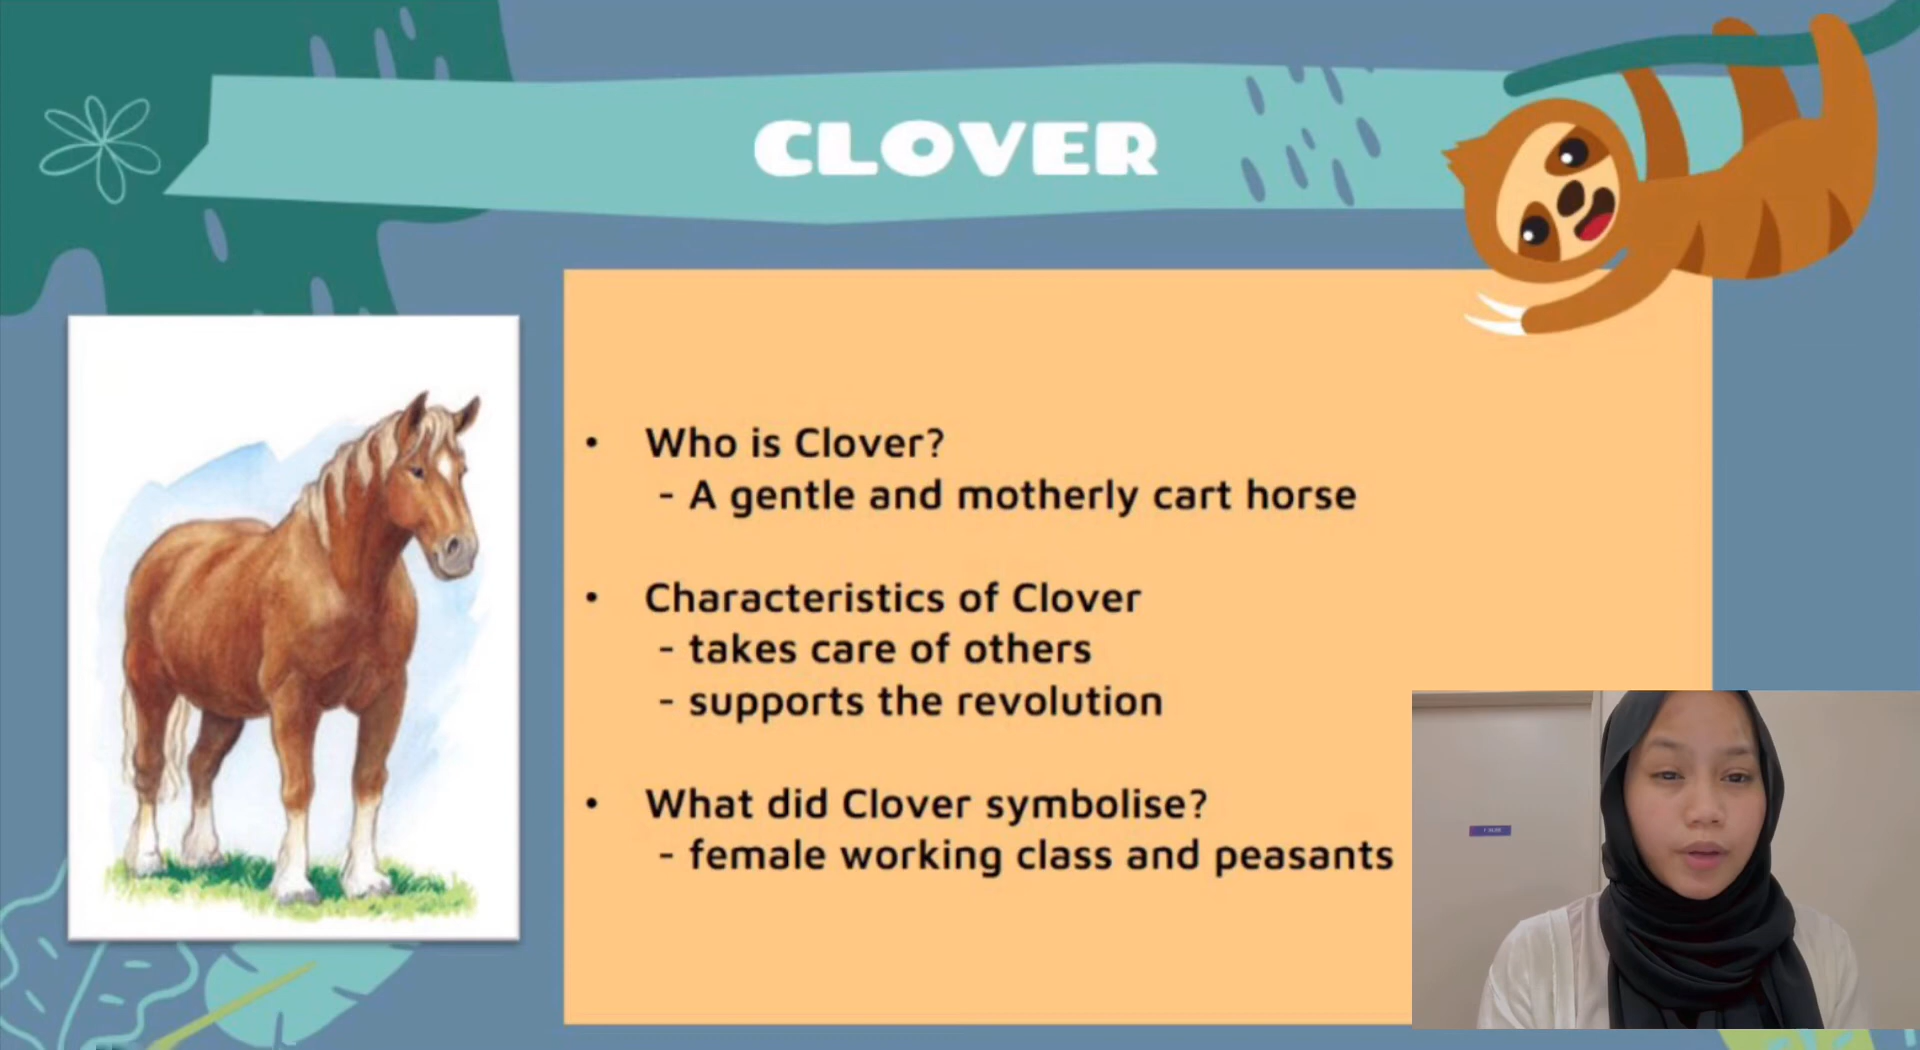 CLOVER
• Who is Clover?
- A gentle and motherly cart horse
• Characteristics of Clover
- takes care of others
- supports the revolution
• What did Clover symbolise?
- female working class and peasants